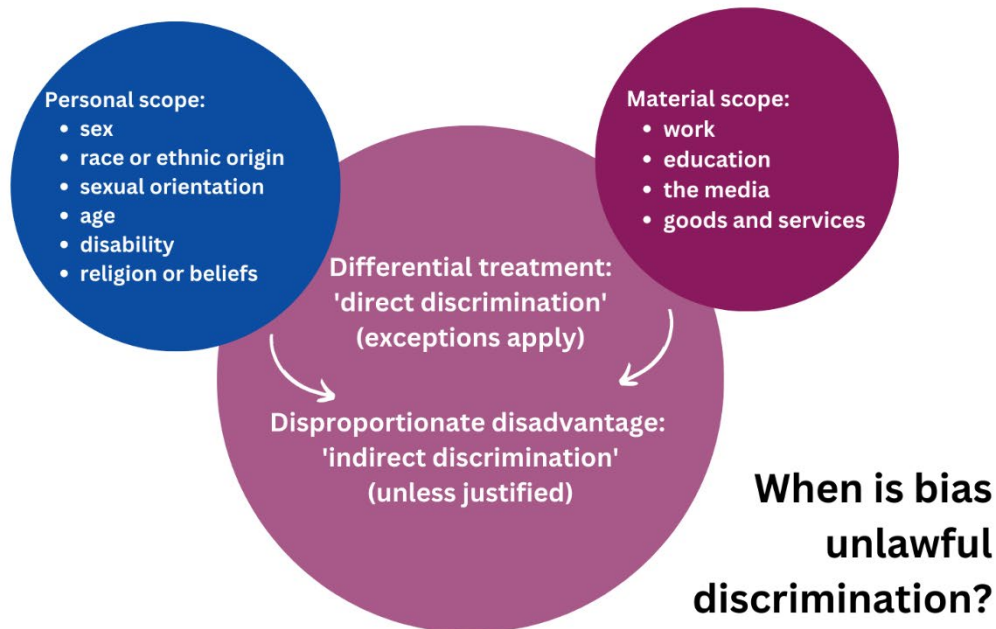 Personal scope:
• sex
• race or ethnic origin
• sexual orientation
• age
• disability
• religion or beliefs
Material scope:
• work
• education
• the media
• goods and services
Differential treatment:
'direct discrimination'
(exceptions apply)
Disproportionate disadvantage:
'indirect discrimination'
(unless justified)
When is bias
unlawful
discrimination?